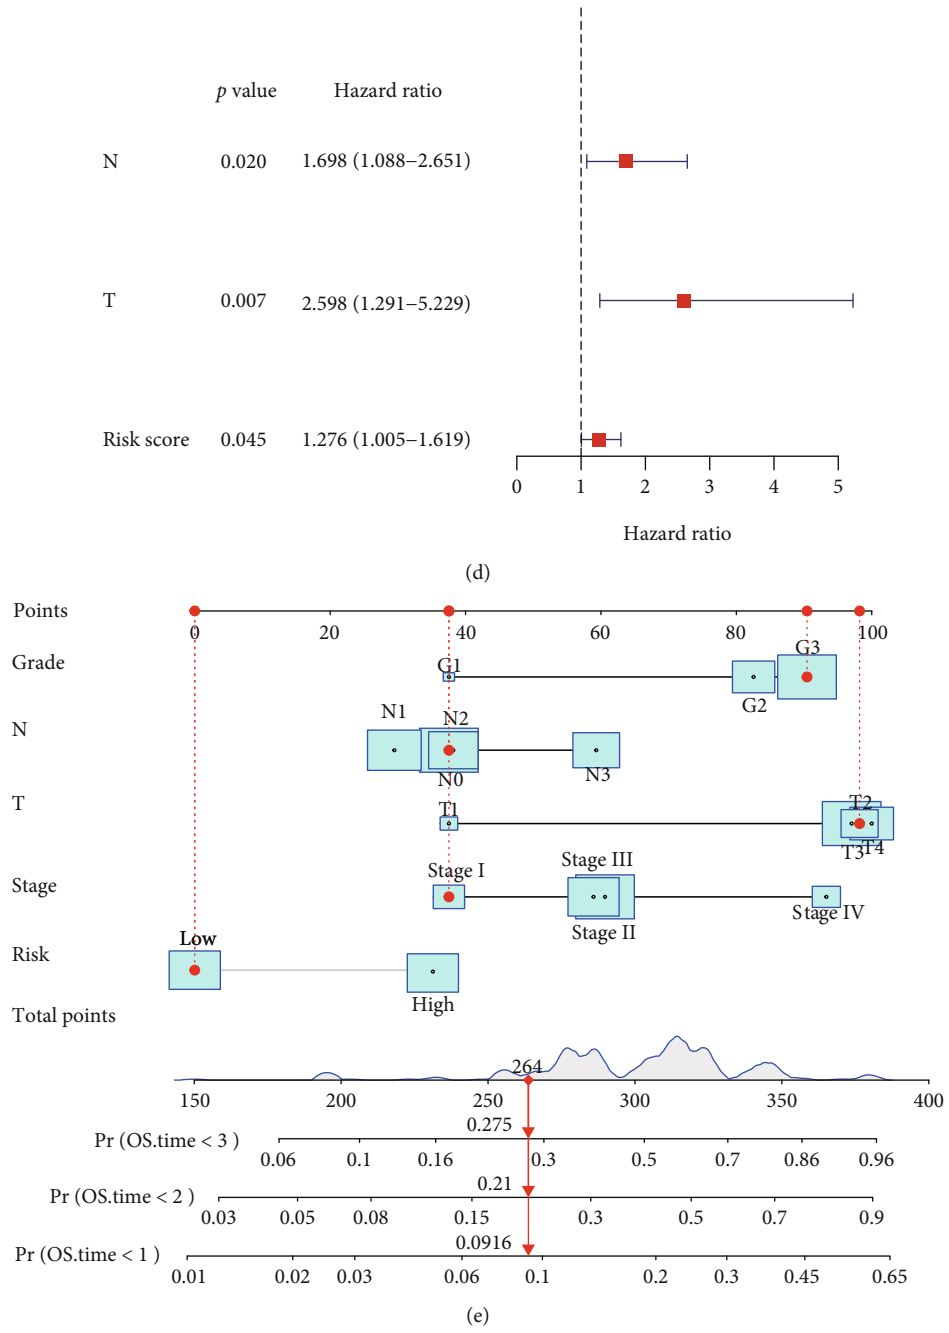 p value Hazard ratio
N 0.020 1.698 (1.088–2.651)
T 0.007 2.598 (1.291–5.229)
Risk score 0.045 1.276 (1.005–1.619)
0 1 2 3 4 5
Hazard ratio
(d)
Points
0 20 40 60 80 100
Grade
G1 G3
G2
N
N1 N2
N0 N3
T
T1 T2
T3 T4
Stage
Stage I Stage III
Stage II Stage IV
Risk
Low
High
Total points
264
150 200 250 300 350 400
0.275
Pr (OS.time < 3)
0.06 0.1 0.16 0.3 0.5 0.7 0.86 0.96
0.21
Pr (OS.time < 2 )
0.03 0.05 0.08 0.15 0.3 0.5 0.7 0.9
0.0916
Pr (OS.time < 1 )
0.01 0.02 0.03 0.06 0.1 0.2 0.3 0.45 0.65
(e)